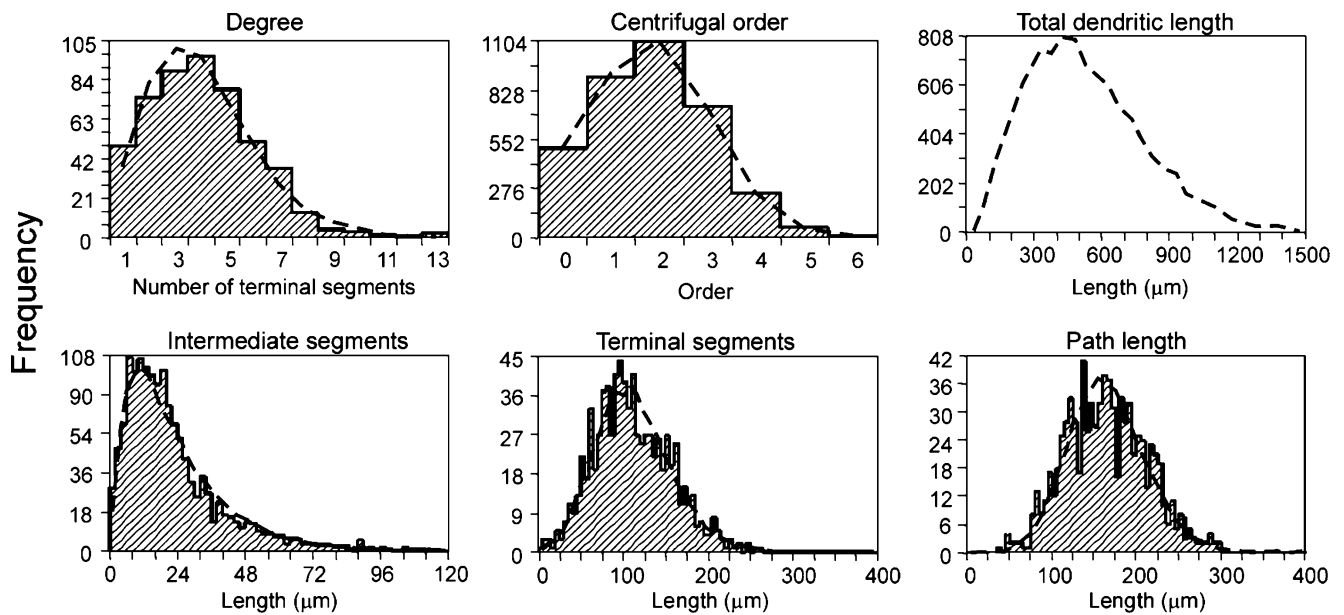 Frequency
Degree
105
84
63
42
21
0
1 3 5 7 9 11 13
Number of terminal segments
Centrifugal order
1104
828
552
276
0
0 1 2 3 4 5 6
Order
Total dendritic length
808
606
404
202
0
300 600 900 1200 1500
Length (μm)
Intermediate segments
108
90
54
36
18
0
0 24 48 72 96 120
Length (μm)
Terminal segments
45
36
27
18
9
0
0 100 200 300 400
Length (μm)
Path length
42
36
30
24
18
12
6
0
100 200 300 400
Length (μm)